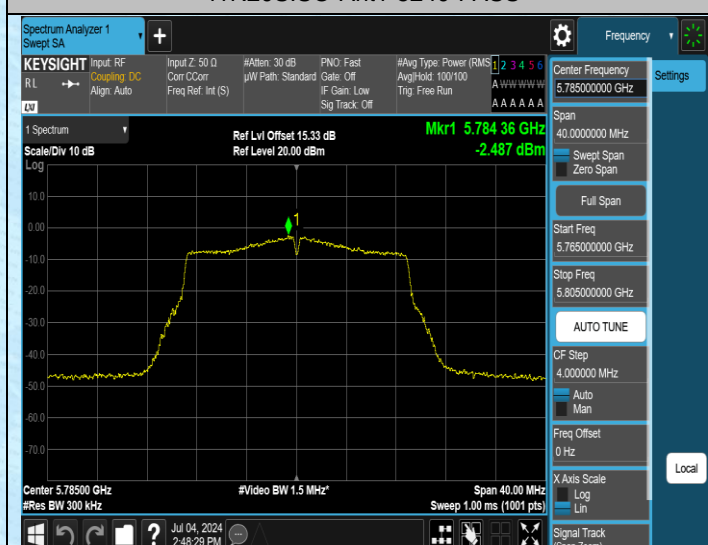 Spectrum Analyzer 1
Swept SA
+
Frequency
KEYSIGHT
RL
LXI
Input: RF
Coupling: DC
Align: Auto
Input Z: 50 Ω
Corr CCorr
Freq Ref: Int (S)
#Atten: 30 dB
µW Path: Standard
PNO: Fast
Gate: Off
IF Gain: Low
Sig Track: Off
#Avg Type: Power (RMS
Avg|Hold: 100/100
Trig: Free Run
1 2 3 4 5 6
A W W W W W
A A A A A A
1 Spectrum
Scale/Div 10 dB
Log
Ref Lvl Offset 15.33 dB
Ref Level 20.00 dBm
Mkr1 5.784 36 GHz
-2.487 dBm
1
10.0
0.00
-10.0
-20.0
-30.0
-40.0
-50.0
-60.0
-70.0
Center 5.78500 GHz
#Res BW 300 kHz
#Video BW 1.5 MHz*
Span 40.00 MHz
Sweep 1.00 ms (1001 pts)
Jul 04, 2024
2:48:29 PM
?
Center Frequency
5.785000000 GHz
Settings
Span
40.0000000 MHz
Swept Span
Zero Span
Full Span
Start Freq
5.765000000 GHz
Stop Freq
5.805000000 GHz
AUTO TUNE
CF Step
4.000000 MHz
Auto
Man
Freq Offset
0 Hz
X Axis Scale
Log
Lin
Local
Signal Track